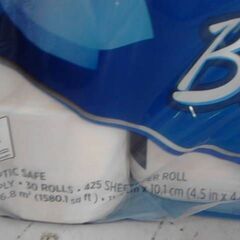 B
PTIC SAFE
PLY • 30 ROLLS • 425 SHEE
ER ROLL
x 10.1 cm (4.5 in x 4.
6.8 m² (1580.1 sq ft)